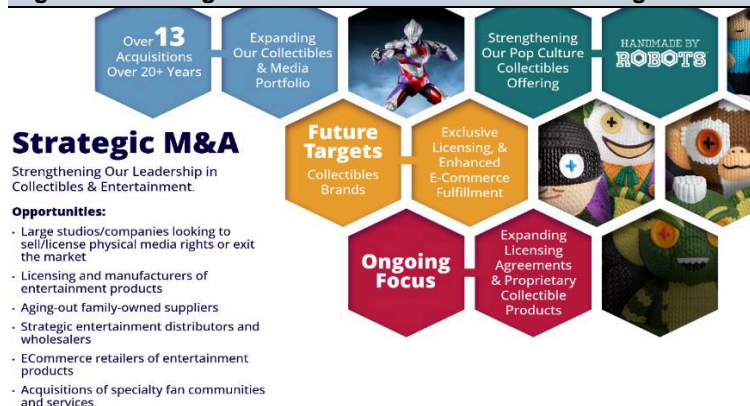 Over 13
Acquisitions
Over 20+ Years
Expanding
Our Collectibles
& Media
Portfolio
Strengthening
Our Pop Culture
Collectibles
Offering
HANDMADE BY
ROBOTS
Strategic M&A
Strengthening Our Leadership in
Collectibles & Entertainment.
Opportunities:
· Large studios/companies looking to
sell/license physical media rights or exit
the market
· Licensing and manufacturers of
entertainment products
· Aging-out family-owned suppliers
· Strategic entertainment distributors and
wholesalers
· ECommerce retailers of entertainment
products
· Acquisitions of specialty fan communities
and services
Future
Targets
Collectibles
Brands
Exclusive
Licensing, &
Enhanced
E-Commerce
Fulfillment
Ongoing
Focus
Expanding
Licensing
Agreements
& Proprietary
Collectible
Products